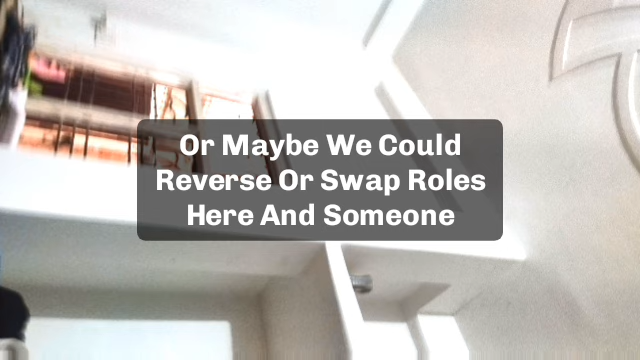 Or Maybe We Could
Reverse Or Swap Roles
Here And Someone